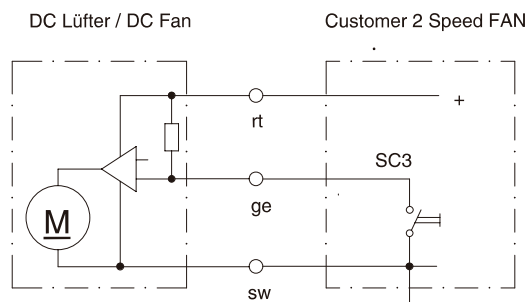 DC Lüfter / DC Fan
Customer 2 Speed FAN
rt
+
SC3
ge
M
sw